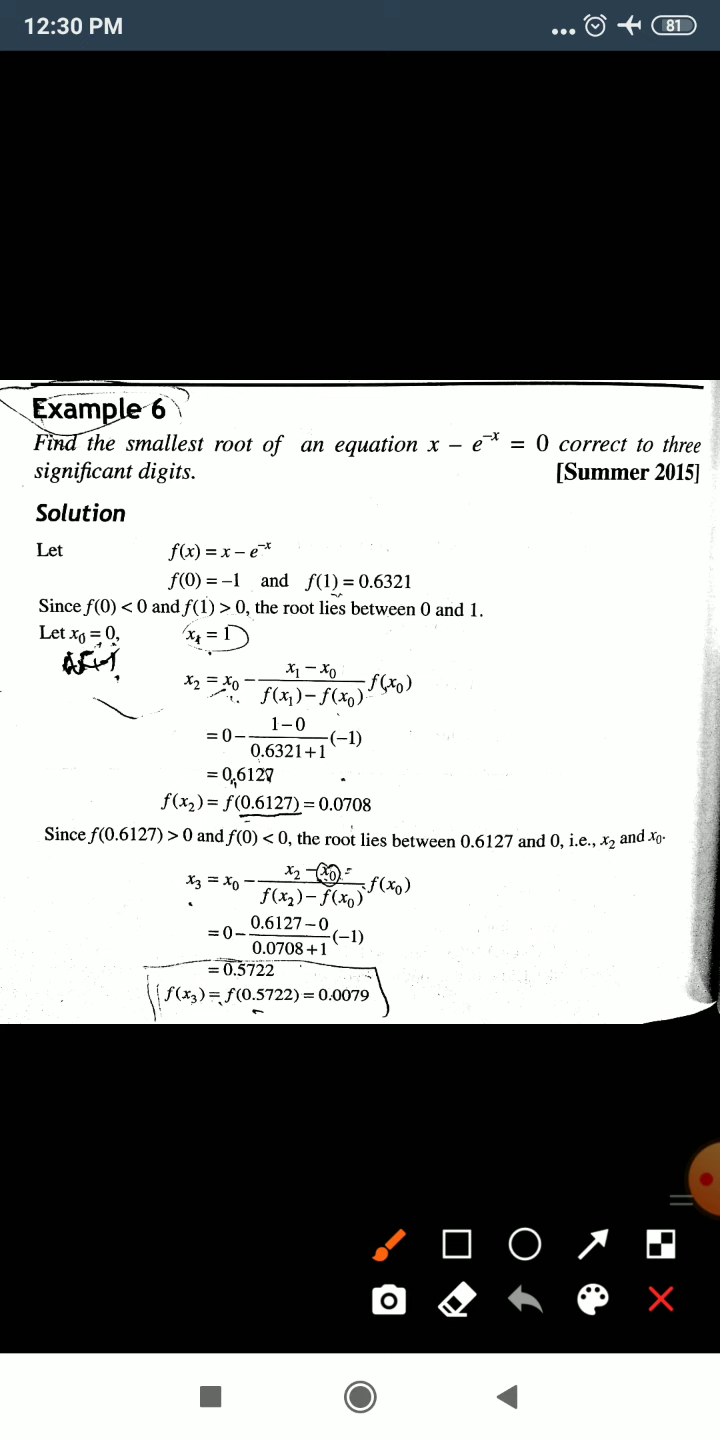 12:30 PM
81
Example 6
Find the smallest root of an equation x – e⁻ˣ = 0 correct to three
significant digits. [Summer 2015]
Solution
Let f(x) = x – e⁻ˣ
f(0) = –1 and f(1) = 0.6321
Since f(0) < 0 and f(1) > 0, the root lies between 0 and 1.
Let x₀ = 0, x₁ = 1
x₂ = x₀ – (x₁ – x₀)/(f(x₁) – f(x₀)) f(x₀)
= 0 – (1–0)/(0.6321+1) (–1)
= 0.6127
f(x₂) = f(0.6127) = 0.0708
Since f(0.6127) > 0 and f(0) < 0, the root lies between 0.6127 and 0, i.e., x₂ and x₀.
x₃ = x₀ – (x₂ – x₀)/(f(x₂) – f(x₀)) f(x₀)
= 0 – (0.6127 – 0)/(0.0708 + 1) (–1)
= 0.5722
f(x₃) = f(0.5722) = 0.0079